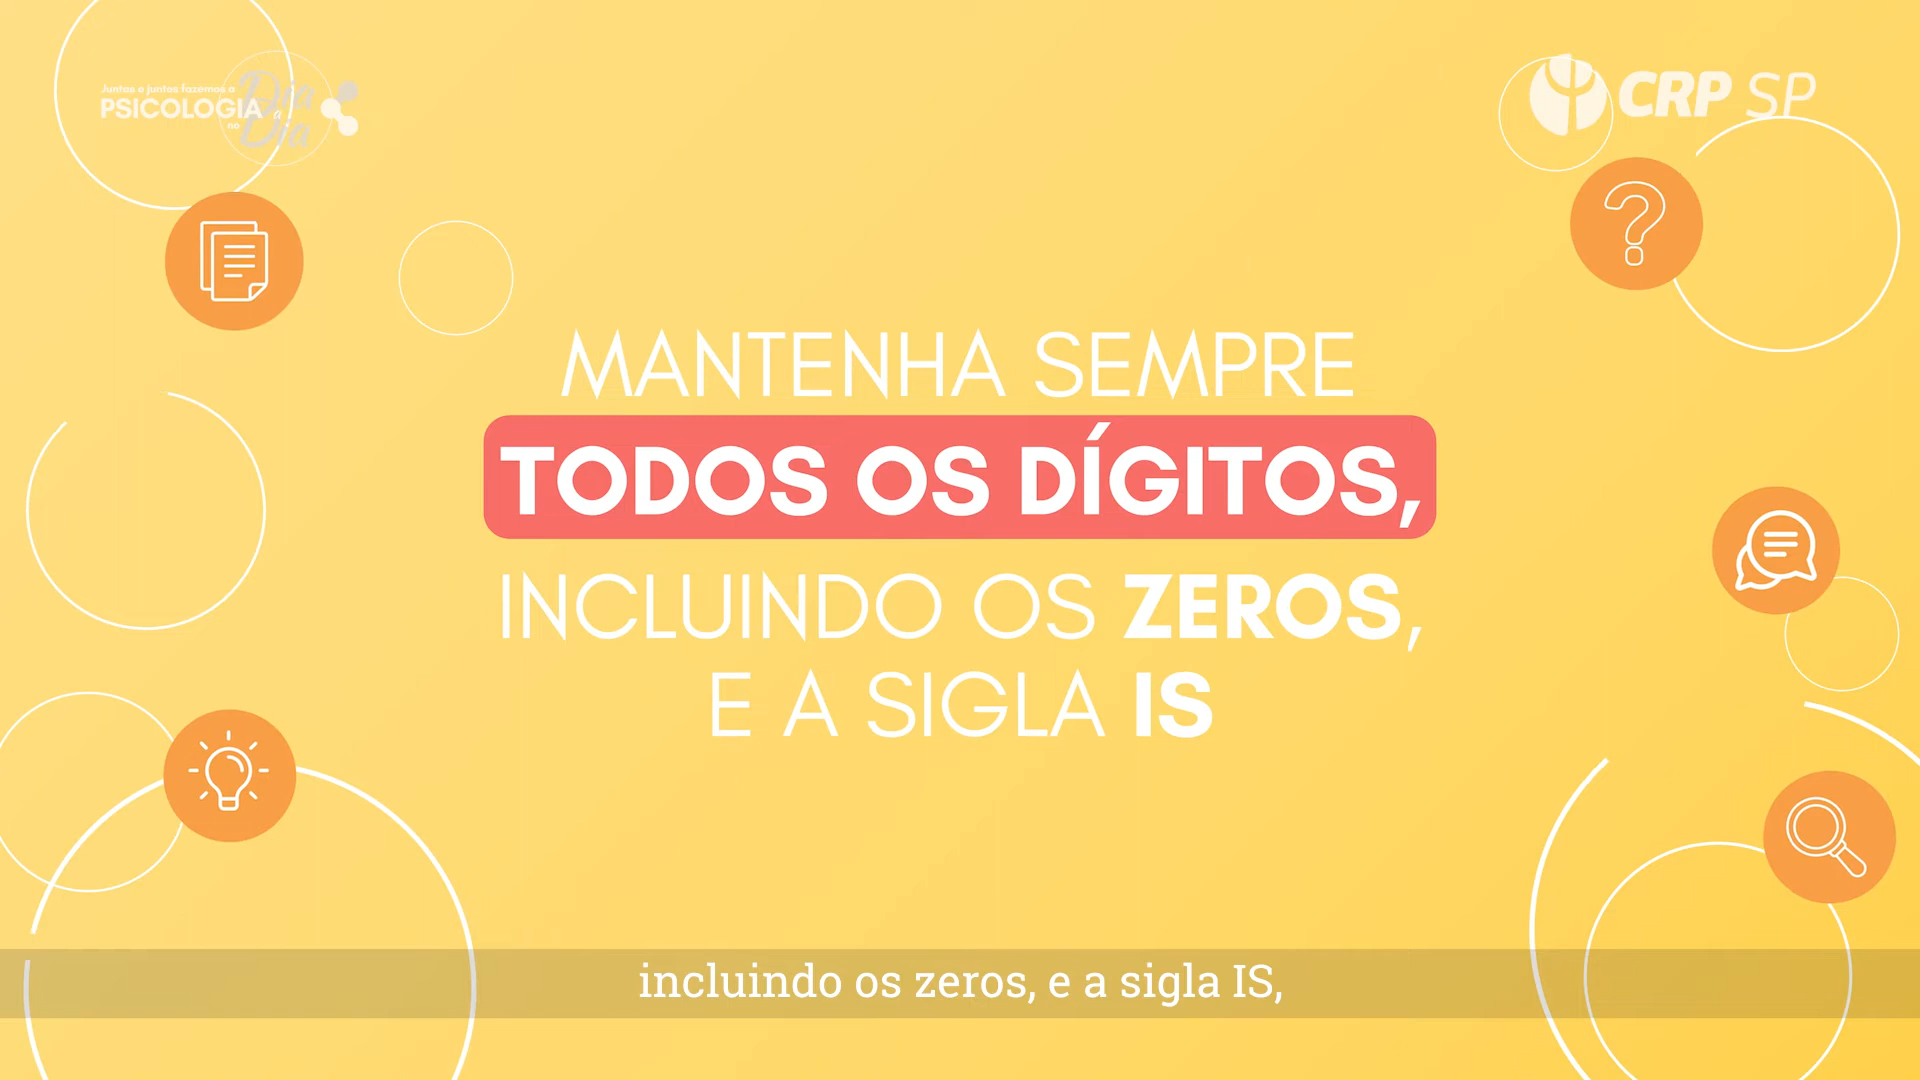 Juntas e juntos fazemos a
PSICOLOGIA
no
Dia
a
Dia
CRP SP
MANTENHA SEMPRE
TODOS OS DÍGITOS,
INCLUINDO OS ZEROS,
E A SIGLA IS
incluindo os zeros, e a sigla IS,